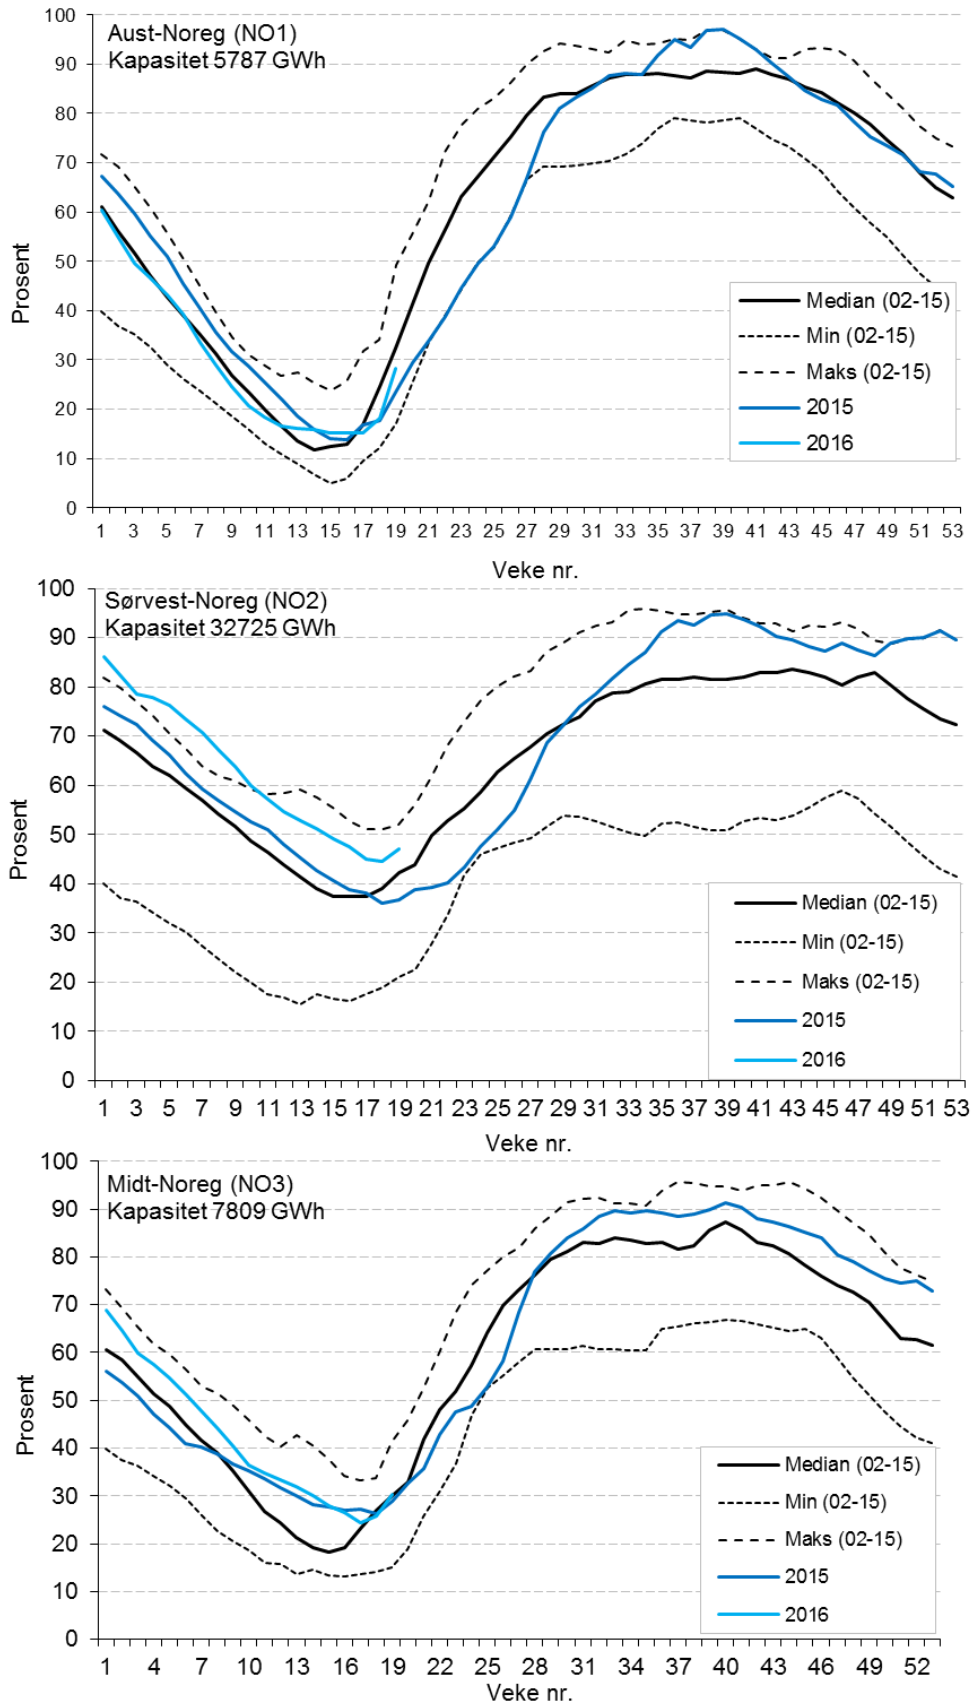 Aust-Noreg (NO1)
Kapasitet 5787 GWh
Prosent
100
90
80
70
60
50
40
30
20
10
0
Median (02-15)
Min (02-15)
Maks (02-15)
2015
2016
1 3 5 7 9 11 13 15 17 19 21 23 25 27 29 31 33 35 37 39 41 43 45 47 49 51 53
Veke nr.
Sørvest-Noreg (NO2)
Kapasitet 32725 GWh
Prosent
100
90
80
70
60
50
40
30
20
10
0
Median (02-15)
Min (02-15)
Maks (02-15)
2015
2016
1 3 5 7 9 11 13 15 17 19 21 23 25 27 29 31 33 35 37 39 41 43 45 47 49 51 53
Veke nr.
Midt-Noreg (NO3)
Kapasitet 7809 GWh
Prosent
100
90
80
70
60
50
40
30
20
10
0
Median (02-15)
Min (02-15)
Maks (02-15)
2015
2016
1 4 7 10 13 16 19 22 25 28 31 34 37 40 43 46 49 52
Veke nr.